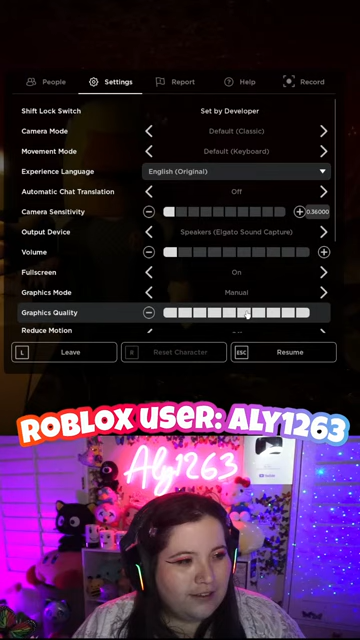 People Settings Report Help Record
Shift Lock Switch Set by Developer
Camera Mode Default (Classic)
Movement Mode Default (Keyboard)
Experience Language English (Original)
Automatic Chat Translation Off
Camera Sensitivity 0.36000
Output Device Speakers (Elgato Sound Capture)
Volume
Fullscreen On
Graphics Mode Manual
Graphics Quality
Reduce Motion
L Leave R Reset Character ESC Resume
ROBLOX USER: ALY1263
Aly1263